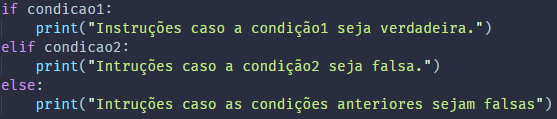 if condicao1:
    print("Instruções caso a condição1 seja verdadeira.")
elif condicao2:
    print("Intruções caso a condição2 seja falsa.")
else:
    print("Intruções caso as condições anteriores sejam falsas")